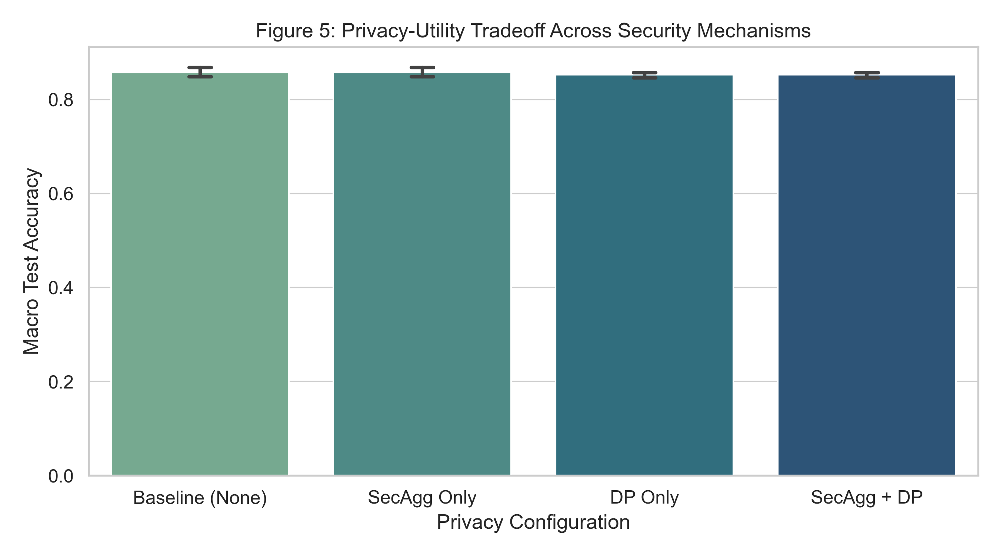 Figure 5: Privacy-Utility Tradeoff Across Security Mechanisms
Macro Test Accuracy
0.8
0.6
0.4
0.2
0.0
Baseline (None)
SecAgg Only
DP Only
SecAgg + DP
Privacy Configuration